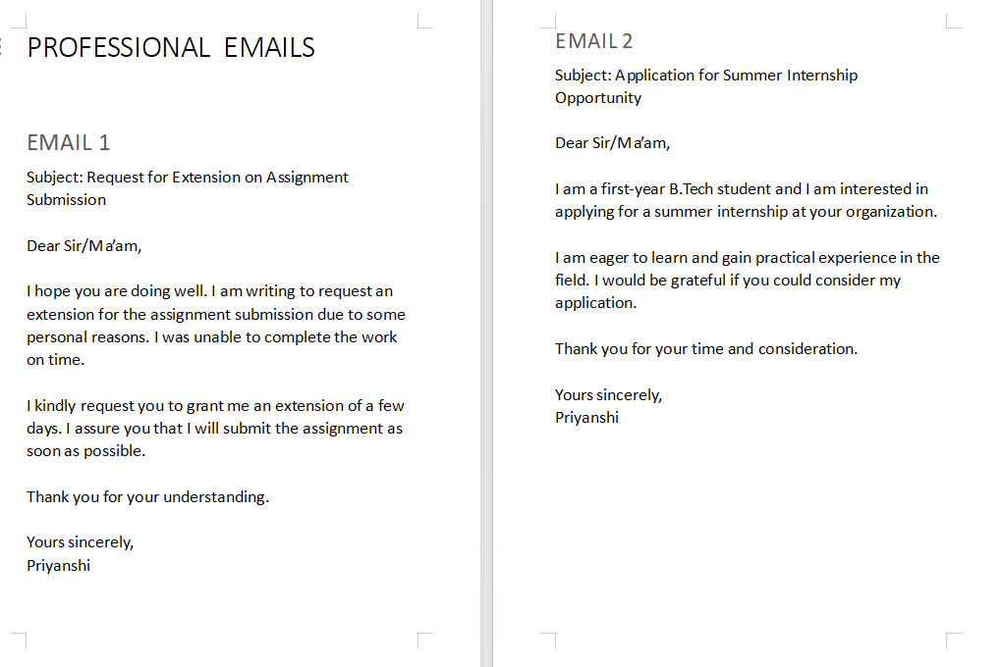 PROFESSIONAL EMAILS
EMAIL 1
Subject: Request for Extension on Assignment
Submission
Dear Sir/Ma’am,
I hope you are doing well. I am writing to request an
extension for the assignment submission due to some
personal reasons. I was unable to complete the work
on time.
I kindly request you to grant me an extension of a few
days. I assure you that I will submit the assignment as
soon as possible.
Thank you for your understanding.
Yours sincerely,
Priyanshi
EMAIL 2
Subject: Application for Summer Internship
Opportunity
Dear Sir/Ma’am,
I am a first-year B.Tech student and I am interested in
applying for a summer internship at your organization.
I am eager to learn and gain practical experience in the
field. I would be grateful if you could consider my
application.
Thank you for your time and consideration.
Yours sincerely,
Priyanshi